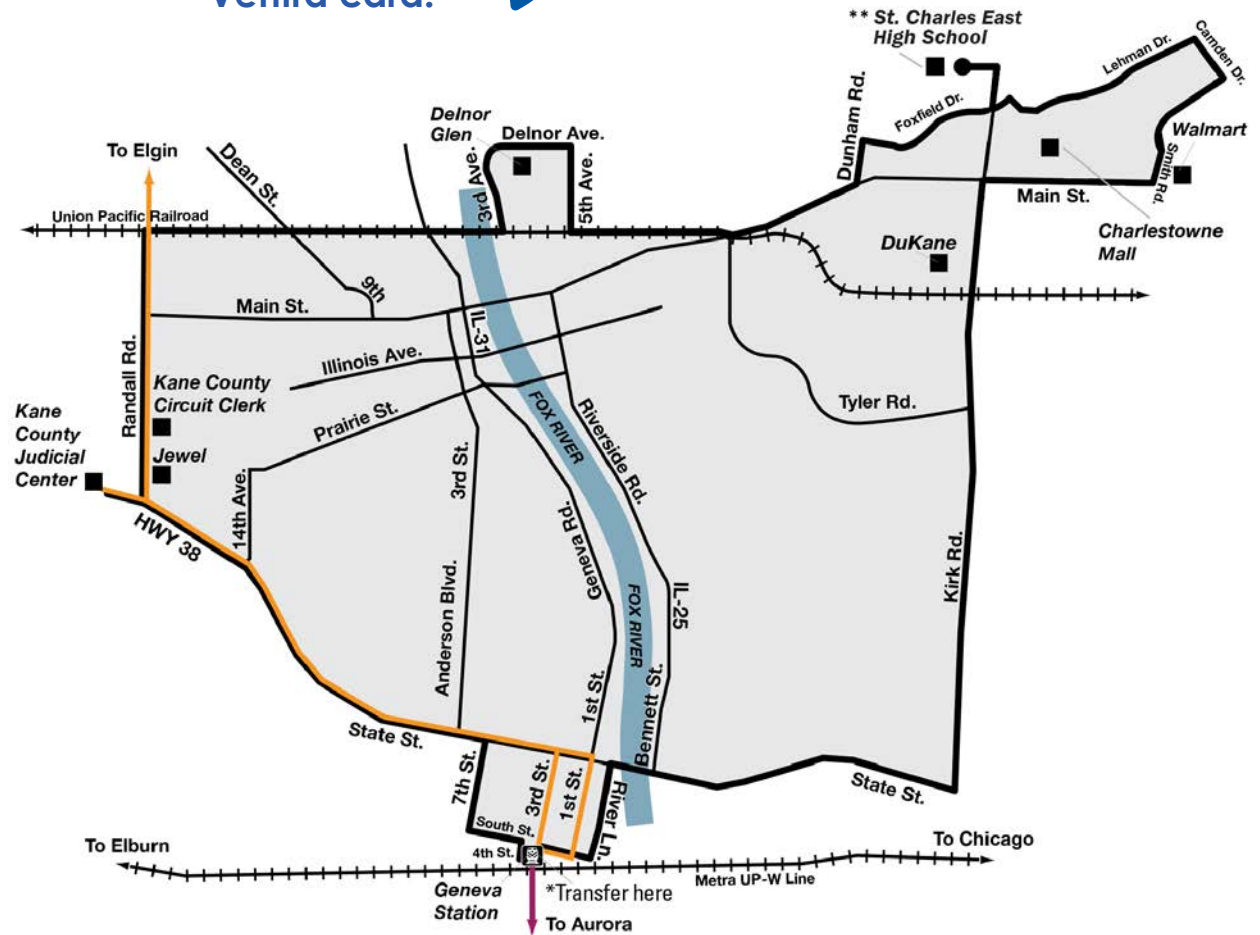 Ventra Card.
** St. Charles East
High School
Lehman Dr.
Camden Dr.
Foxfield Dr.
Dunham Rd.
Walmart
Smith Rd.
Main St.
Charlestowne
Mall
DuKane
Delnor
Glen
Delnor Ave.
3rd Ave.
5th Ave.
To Elgin
Dean St.
Union Pacific Railroad
9th
Main St.
IL-31
Illinois Ave.
Randall Rd.
Kane County
Circuit Clerk
Prairie St.
Kane
County
Judicial
Center
Jewel
FOX RIVER
Riverside Rd.
Tyler Rd.
14th Ave.
3rd St.
HWY 38
Geneva Rd.
Kirk Rd.
Anderson Blvd.
FOX RIVER
IL-25
1st St.
Bennett St.
State St.
7th St.
3rd St.
1st St.
River Ln.
State St.
South St.
4th St.
To Elburn
To Chicago
Metra UP-W Line
Geneva
Station
*Transfer here
To Aurora